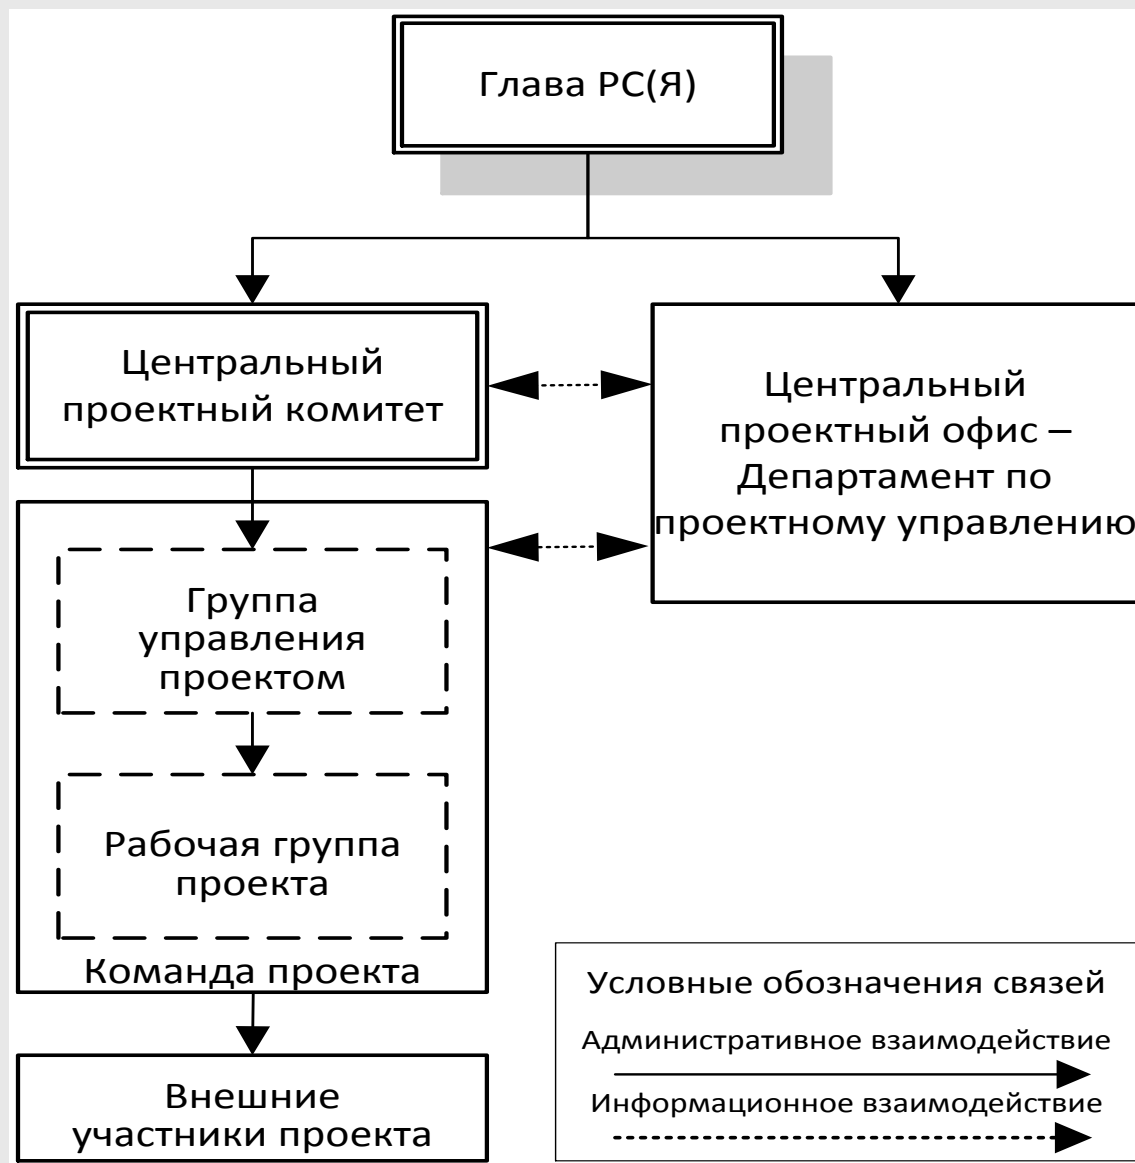 Глава РС(Я)
Центральный
проектный комитет
Центральный
проектный офис –
Департамент по
проектному управлению
Группа
управления
проектом
Рабочая группа
проекта
Команда проекта
Внешние
участники проекта
Условные обозначения связей
Административное взаимодействие
Информационное взаимодействие